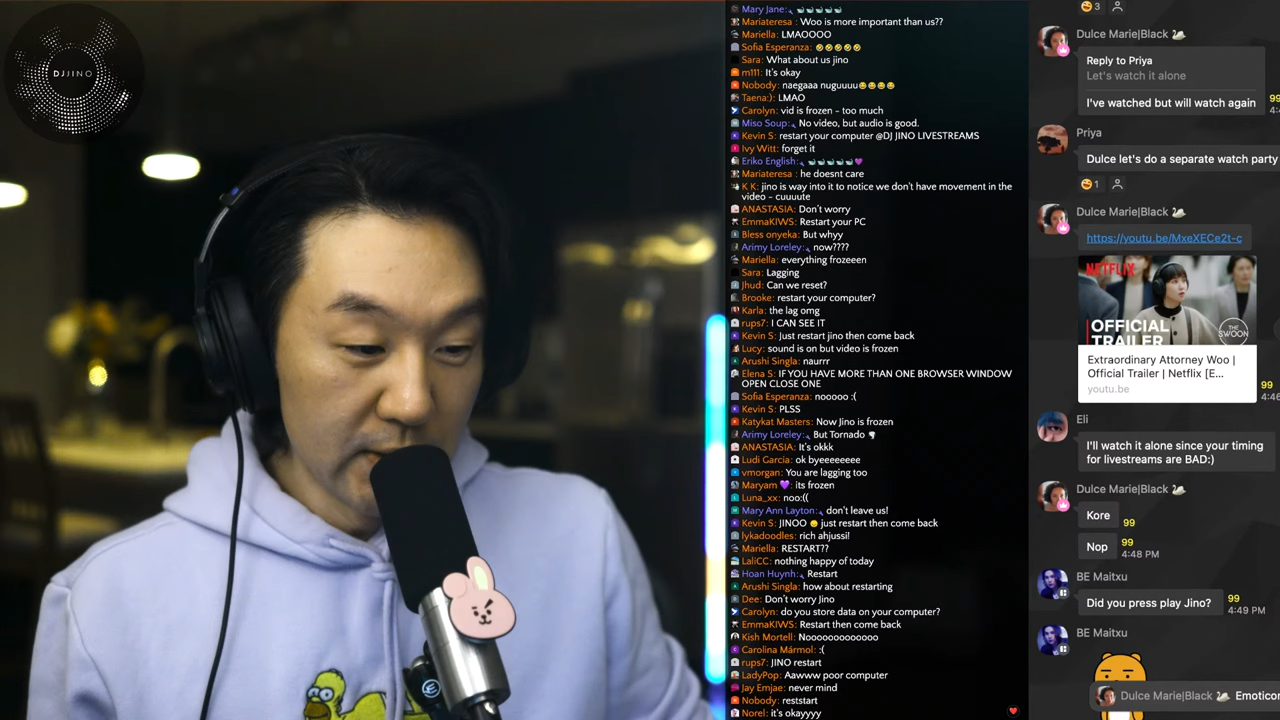 DJJINO
Mary Jane:
Mariateresa : Woo is more important than us??
Mariella: LMAOOOO
Sofia Esperanza: 🤣🤣🤣🤣🤣
Sara: What about us jino
m111: It's okay
Nobody: naegaaa nuguuuu😂😂😂😂
Taena:): LMAO
Carolyn: vid is frozen - too much
Miso Soup: No video, but audio is good.
Kevin S: restart your computer @DJ JINO LIVESTREAMS
Ivy Witt: forget it
Eriko English: 💜
Mariateresa : he doesnt care
K K: jino is way into it to notice we don't have movement in the
video - cuuuute
ANASTASIA: Don't worry
EmmaKIWS: Restart your PC
Bless onyeka: But whyy
Arimy Loreley: now????
Mariella: everything frozeeen
Sara: Lagging
Jhud: Can we reset?
Brooke: restart your computer?
Karla: the lag omg
rups7: I CAN SEE IT
Kevin S: Just restart jino then come back
Lucy: sound is on but video is frozen
Arushi Singla: naurrr
Elena S: IF YOU HAVE MORE THAN ONE BROWSER WINDOW
OPEN CLOSE ONE
Sofia Esperanza: nooooo :(
Kevin S: PLSS
Katykat Masters: Now Jino is frozen
Arimy Loreley: But Tornado 🌪
ANASTASIA: It's okkk
Ludi Garcia: ok byeeeeeeee
vmorgan: You are lagging too
Maryam 💜: its frozen
Luna_xx: noo:((
Mary Ann Layton: don't leave us!
Kevin S: JINOO 😞 just restart then come back
lykadoodles: rich ahjussi!
Mariella: RESTART??
LaliCC: nothing happy of today
Hoan Huynh: Restart
Arushi Singla: how about restarting
Dee: Don't worry Jino
Carolyn: do you store data on your computer?
EmmaKIWS: Restart then come back
Kish Mortell: Nooooooooooooo
Carolina Mármol: :(
rups7: JINO restart
LadyPop: Aawww poor computer
Jay Emjae: never mind
Nobody: reststart
Norel: it's okayyyy
3
Dulce Marie|Black 🦢
Reply to Priya
Let's watch it alone
I've watched but will watch again
99
Priya
Dulce let's do a separate watch party
1
Dulce Marie|Black 🦢
https://youtu.be/MxeXECe2t-c
NETFLIX
OFFICIAL
TRAILER
THE
SWOON
Extraordinary Attorney Woo |
Official Trailer | Netflix [E...
youtu.be
99
Eli
I'll watch it alone since your timing
for livestreams are BAD:)
Dulce Marie|Black 🦢
Kore
99
Nop
99
4:48 PM
BE Maitxu
Did you press play Jino?
99
4:49 PM
BE Maitxu
Dulce Marie|Black 🦢 Emoticon